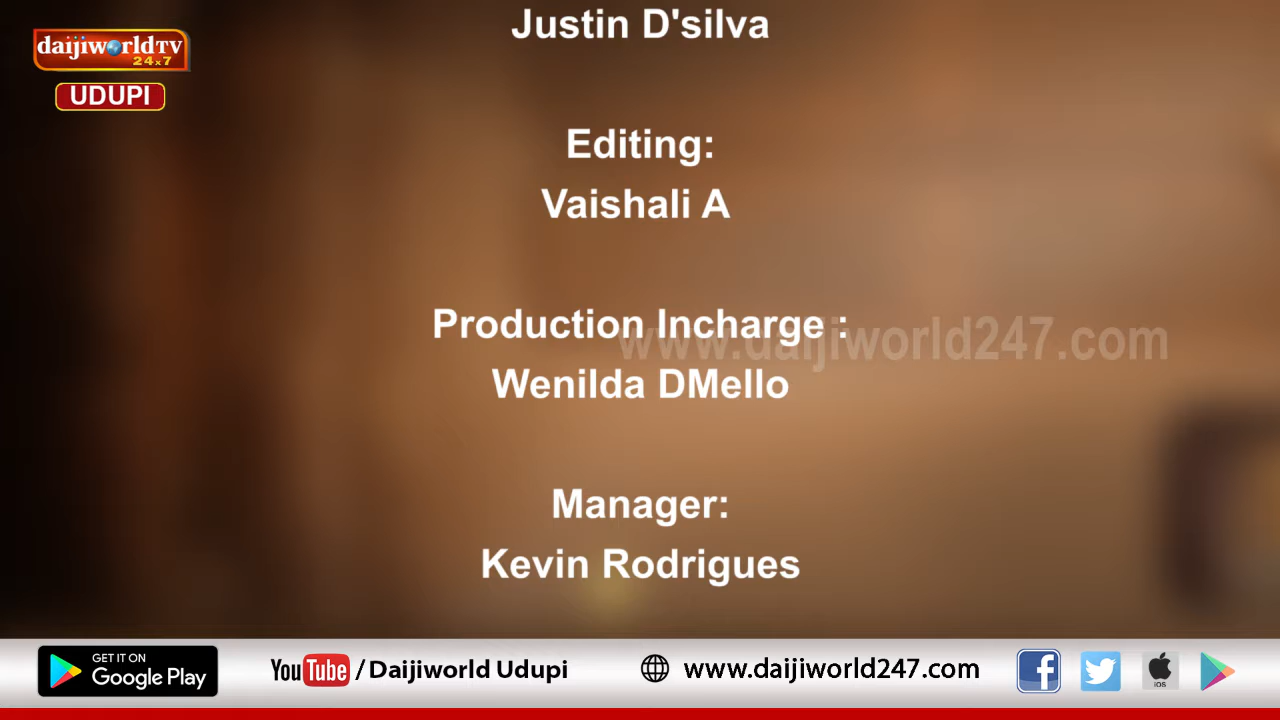 Justin D'silva
daijiworldTV
24x7
UDUPI
Editing:
Vaishali A
Production Incharge :
www.daijiworld247.com
Wenilda DMello
Manager:
Kevin Rodrigues
GET IT ON
Google Play
YouTube / Daijiworld Udupi
www.daijiworld247.com
f
iOS